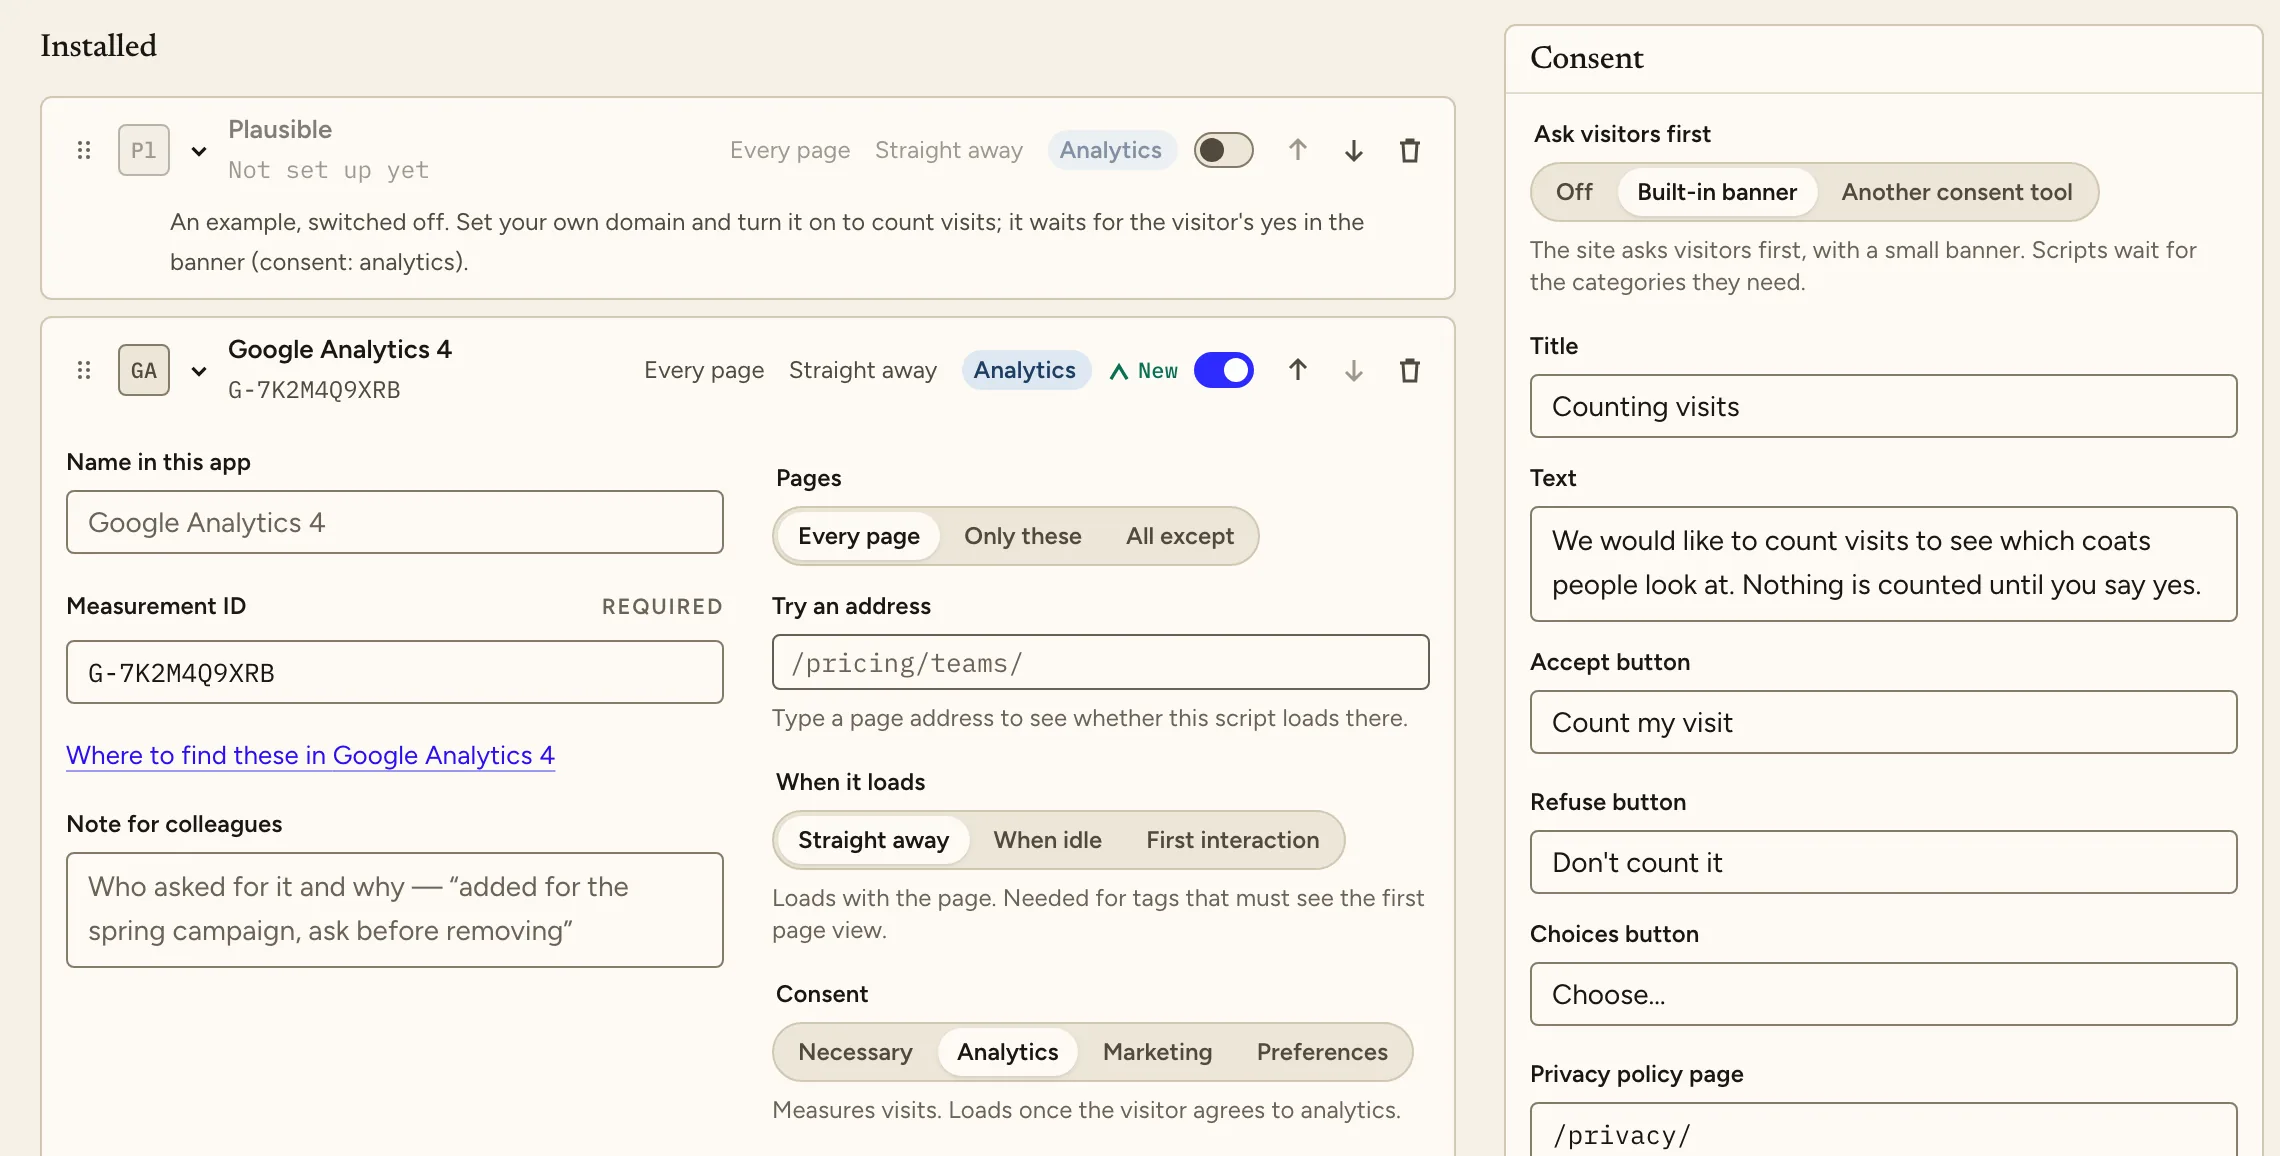 Installed
Pl
Plausible
Not set up yet
Every page
Straight away
Analytics
An example, switched off. Set your own domain and turn it on to count visits; it waits for the visitor's yes in the
banner (consent: analytics).
GA
Google Analytics 4
G-7K2M4Q9XRB
Every page
Straight away
Analytics
New
Name in this app
Google Analytics 4
Measurement ID
REQUIRED
G-7K2M4Q9XRB
Where to find these in Google Analytics 4
Note for colleagues
Who asked for it and why — “added for the
spring campaign, ask before removing”
Pages
Every page
Only these
All except
Try an address
/pricing/teams/
Type a page address to see whether this script loads there.
When it loads
Straight away
When idle
First interaction
Loads with the page. Needed for tags that must see the first
page view.
Consent
Necessary
Analytics
Marketing
Preferences
Measures visits. Loads once the visitor agrees to analytics.
Consent
Ask visitors first
Off
Built-in banner
Another consent tool
The site asks visitors first, with a small banner. Scripts wait for
the categories they need.
Title
Counting visits
Text
We would like to count visits to see which coats
people look at. Nothing is counted until you say yes.
Accept button
Count my visit
Refuse button
Don't count it
Choices button
Choose…
Privacy policy page
/privacy/